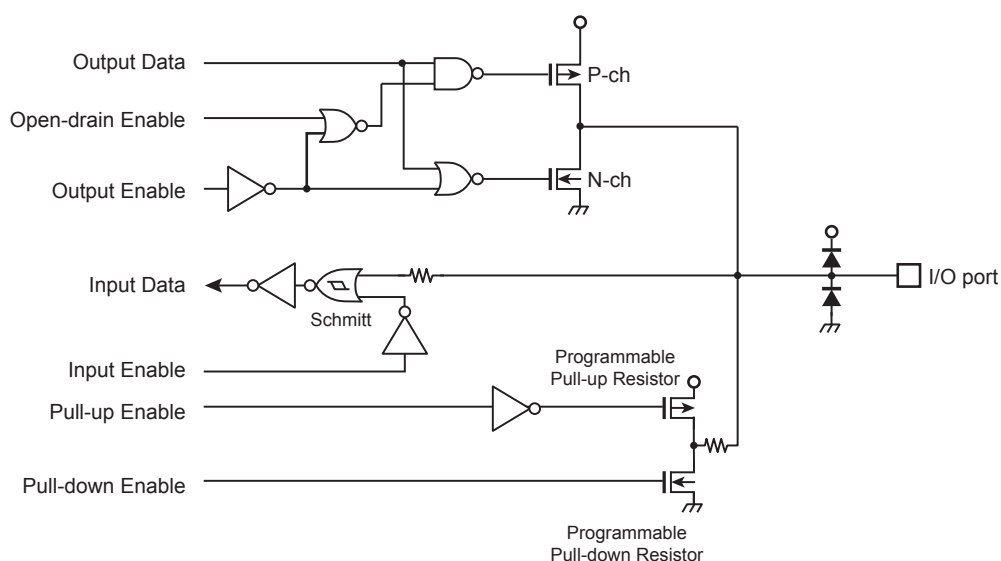 Output Data
P-ch
Open-drain Enable
N-ch
Output Enable
I/O port
Input Data
Schmitt
Programmable
Pull-up Resistor
Input Enable
Pull-up Enable
Pull-down Enable
Programmable
Pull-down Resistor